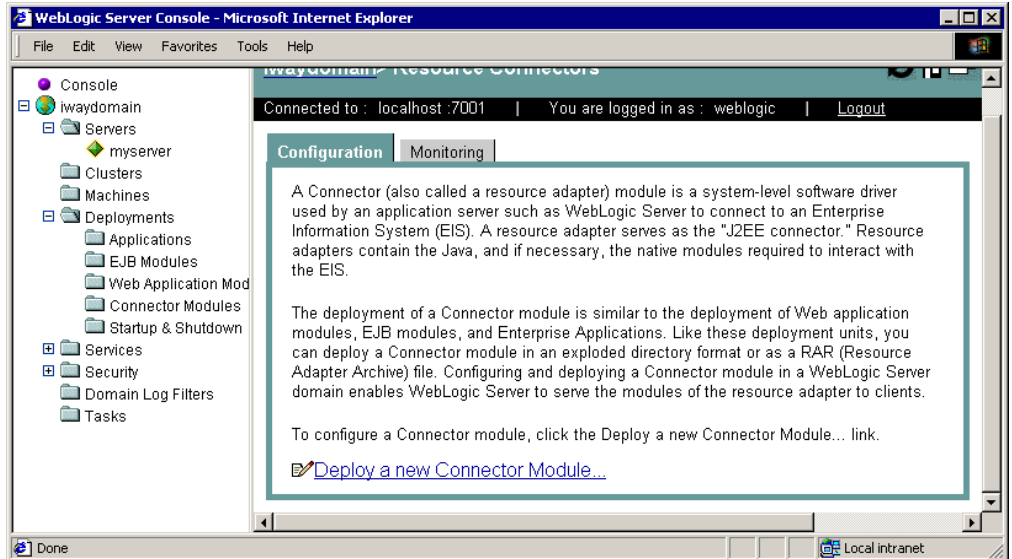 WebLogic Server Console - Microsoft Internet Explorer
File Edit View Favorites Tools Help
Console
iwaydomain
Servers
myserver
Clusters
Machines
Deployments
Applications
EJB Modules
Web Application Mod
Connector Modules
Startup & Shutdown
Services
Security
Domain Log Filters
Tasks
iwaydomain> Resource Connectors
Connected to : localhost :7001 | You are logged in as : weblogic | Logout
Configuration Monitoring
A Connector (also called a resource adapter) module is a system-level software driver
used by an application server such as WebLogic Server to connect to an Enterprise
Information System (EIS). A resource adapter serves as the "J2EE connector." Resource
adapters contain the Java, and if necessary, the native modules required to interact with
the EIS.
The deployment of a Connector module is similar to the deployment of Web application
modules, EJB modules, and Enterprise Applications. Like these deployment units, you
can deploy a Connector module in an exploded directory format or as a RAR (Resource
Adapter Archive) file. Configuring and deploying a Connector module in a WebLogic Server
domain enables WebLogic Server to serve the modules of the resource adapter to clients.
To configure a Connector module, click the Deploy a new Connector Module... link.
Deploy a new Connector Module...
Done
Local intranet